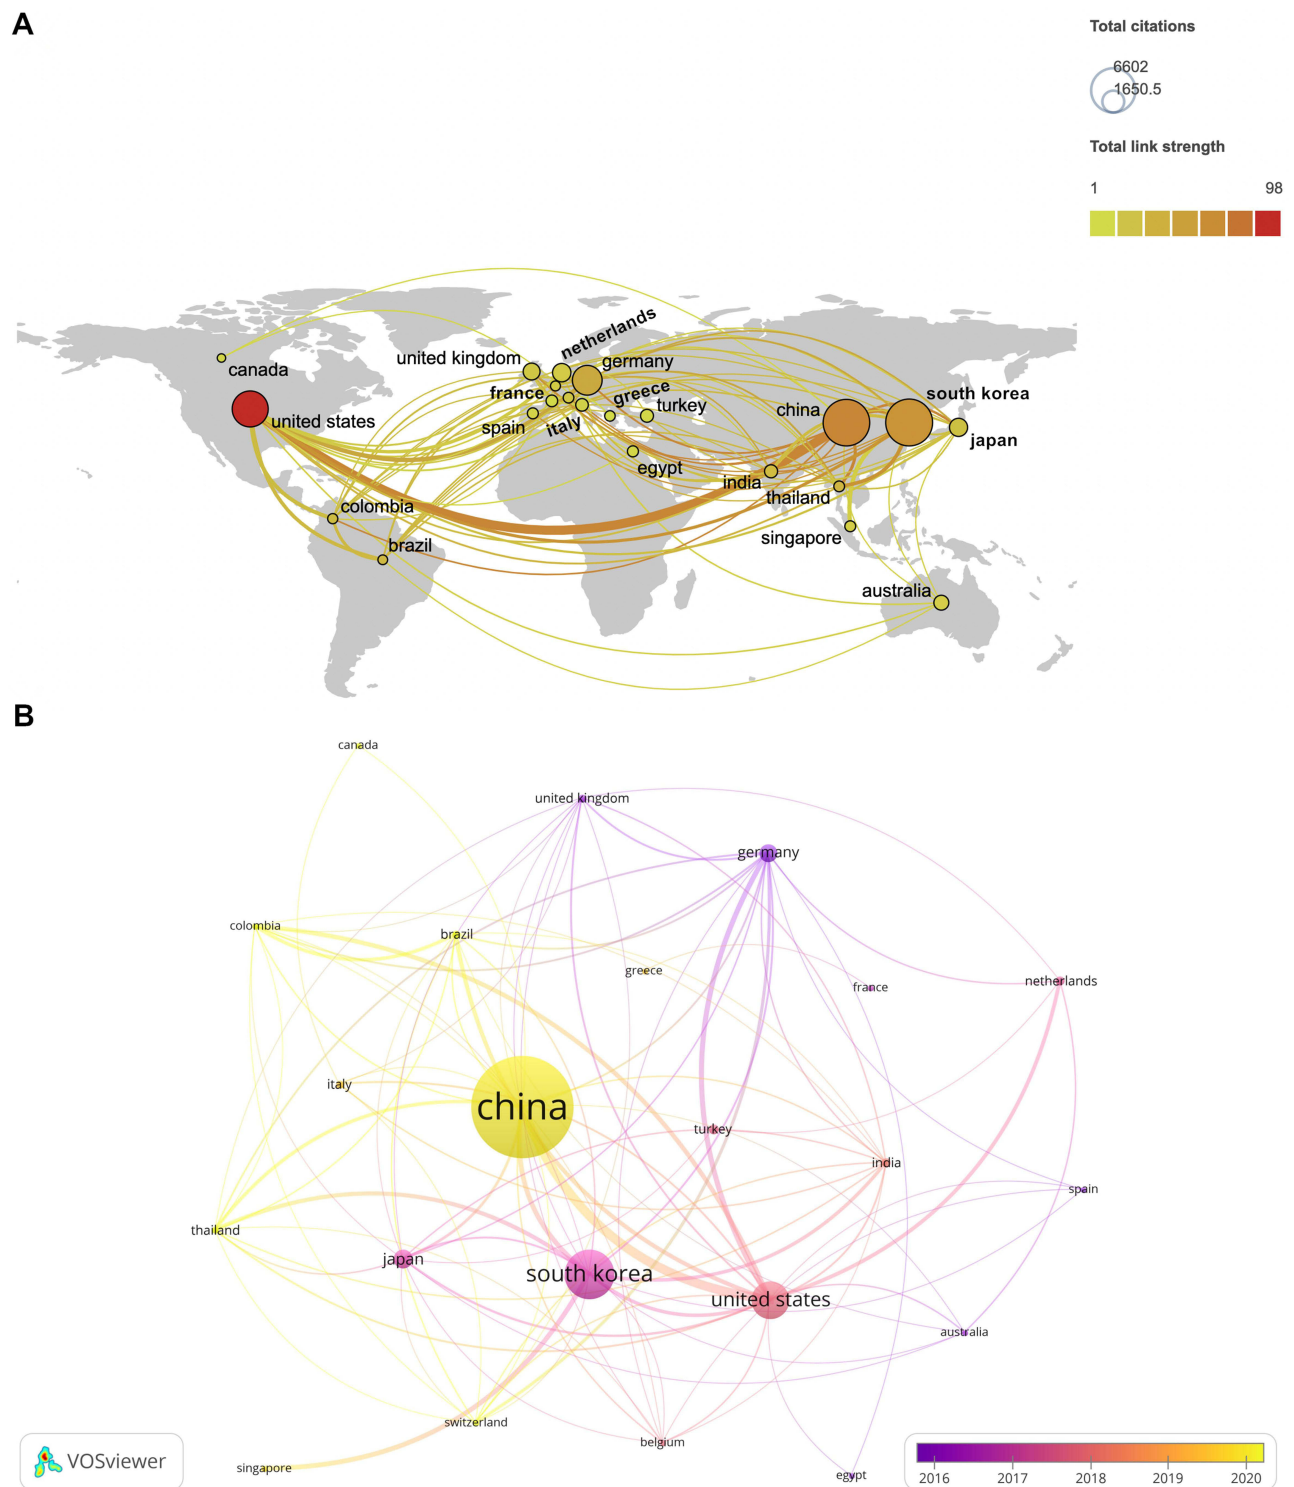 A
Total citations
6602
1650.5
Total link strength
1 98
netherlands
united kingdom
germany
canada
france
greece
turkey
south korea
china
united states
spain
italy
japan
egypt
india
thailand
colombia
singapore
brazil
australia
B
canada
united kingdom
germany
colombia
brazil
greece
netherlands
france
italy
china
turkey
india
spain
thailand
japan
south korea
united states
australia
switzerland
belgium
singapore
egypt
VOSviewer
2016 2017 2018 2019 2020